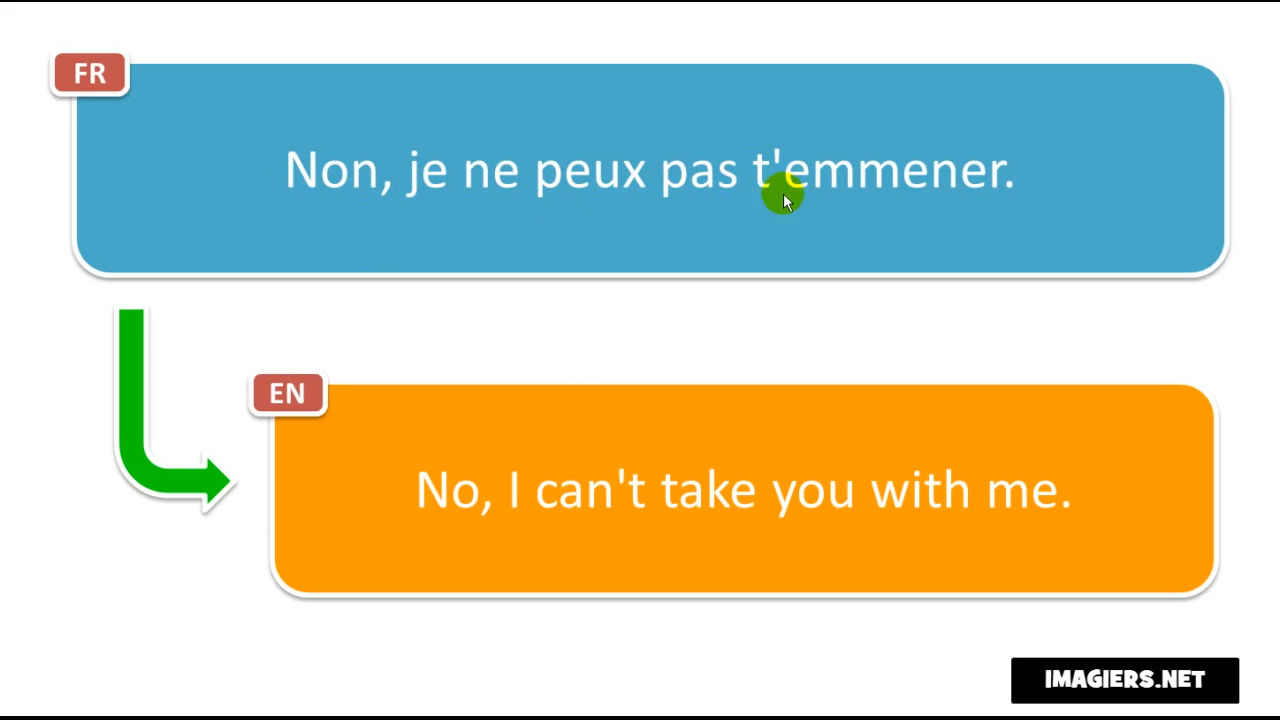 FR
Non, je ne peux pas t'emmener.
EN
No, I can't take you with me.
IMAGIERS.NET